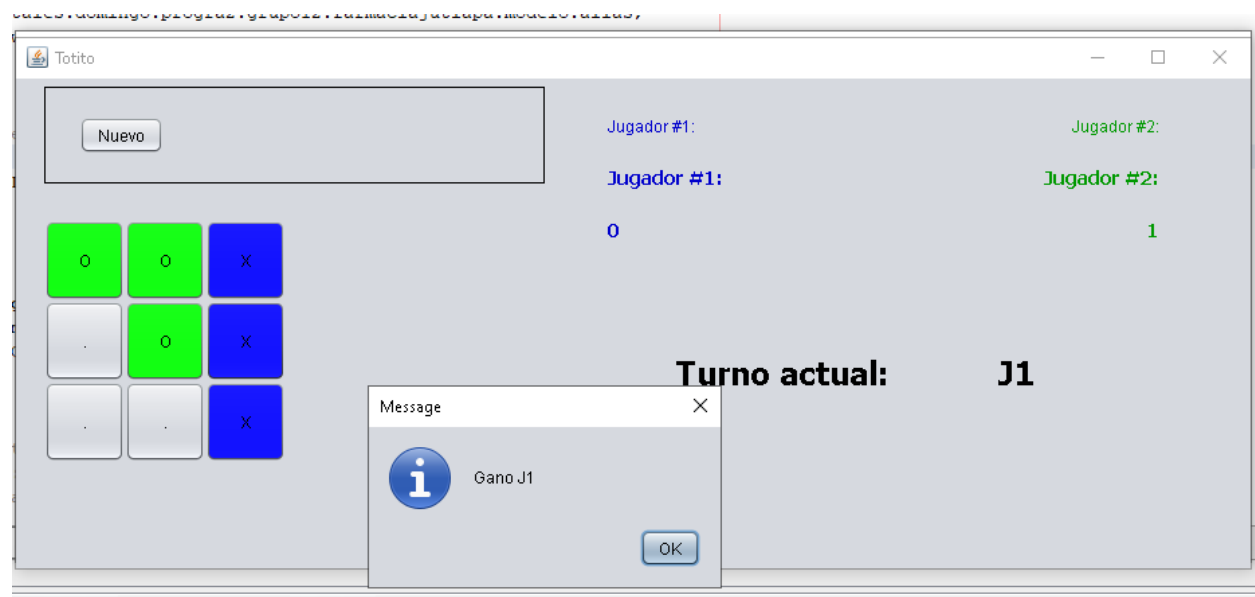 Totito
Nuevo
Jugador #1:
Jugador #2:
Jugador #1:
Jugador #2:
0
1
O O X
. O X
. . X
Turno actual: J1
Message
Gano J1
OK